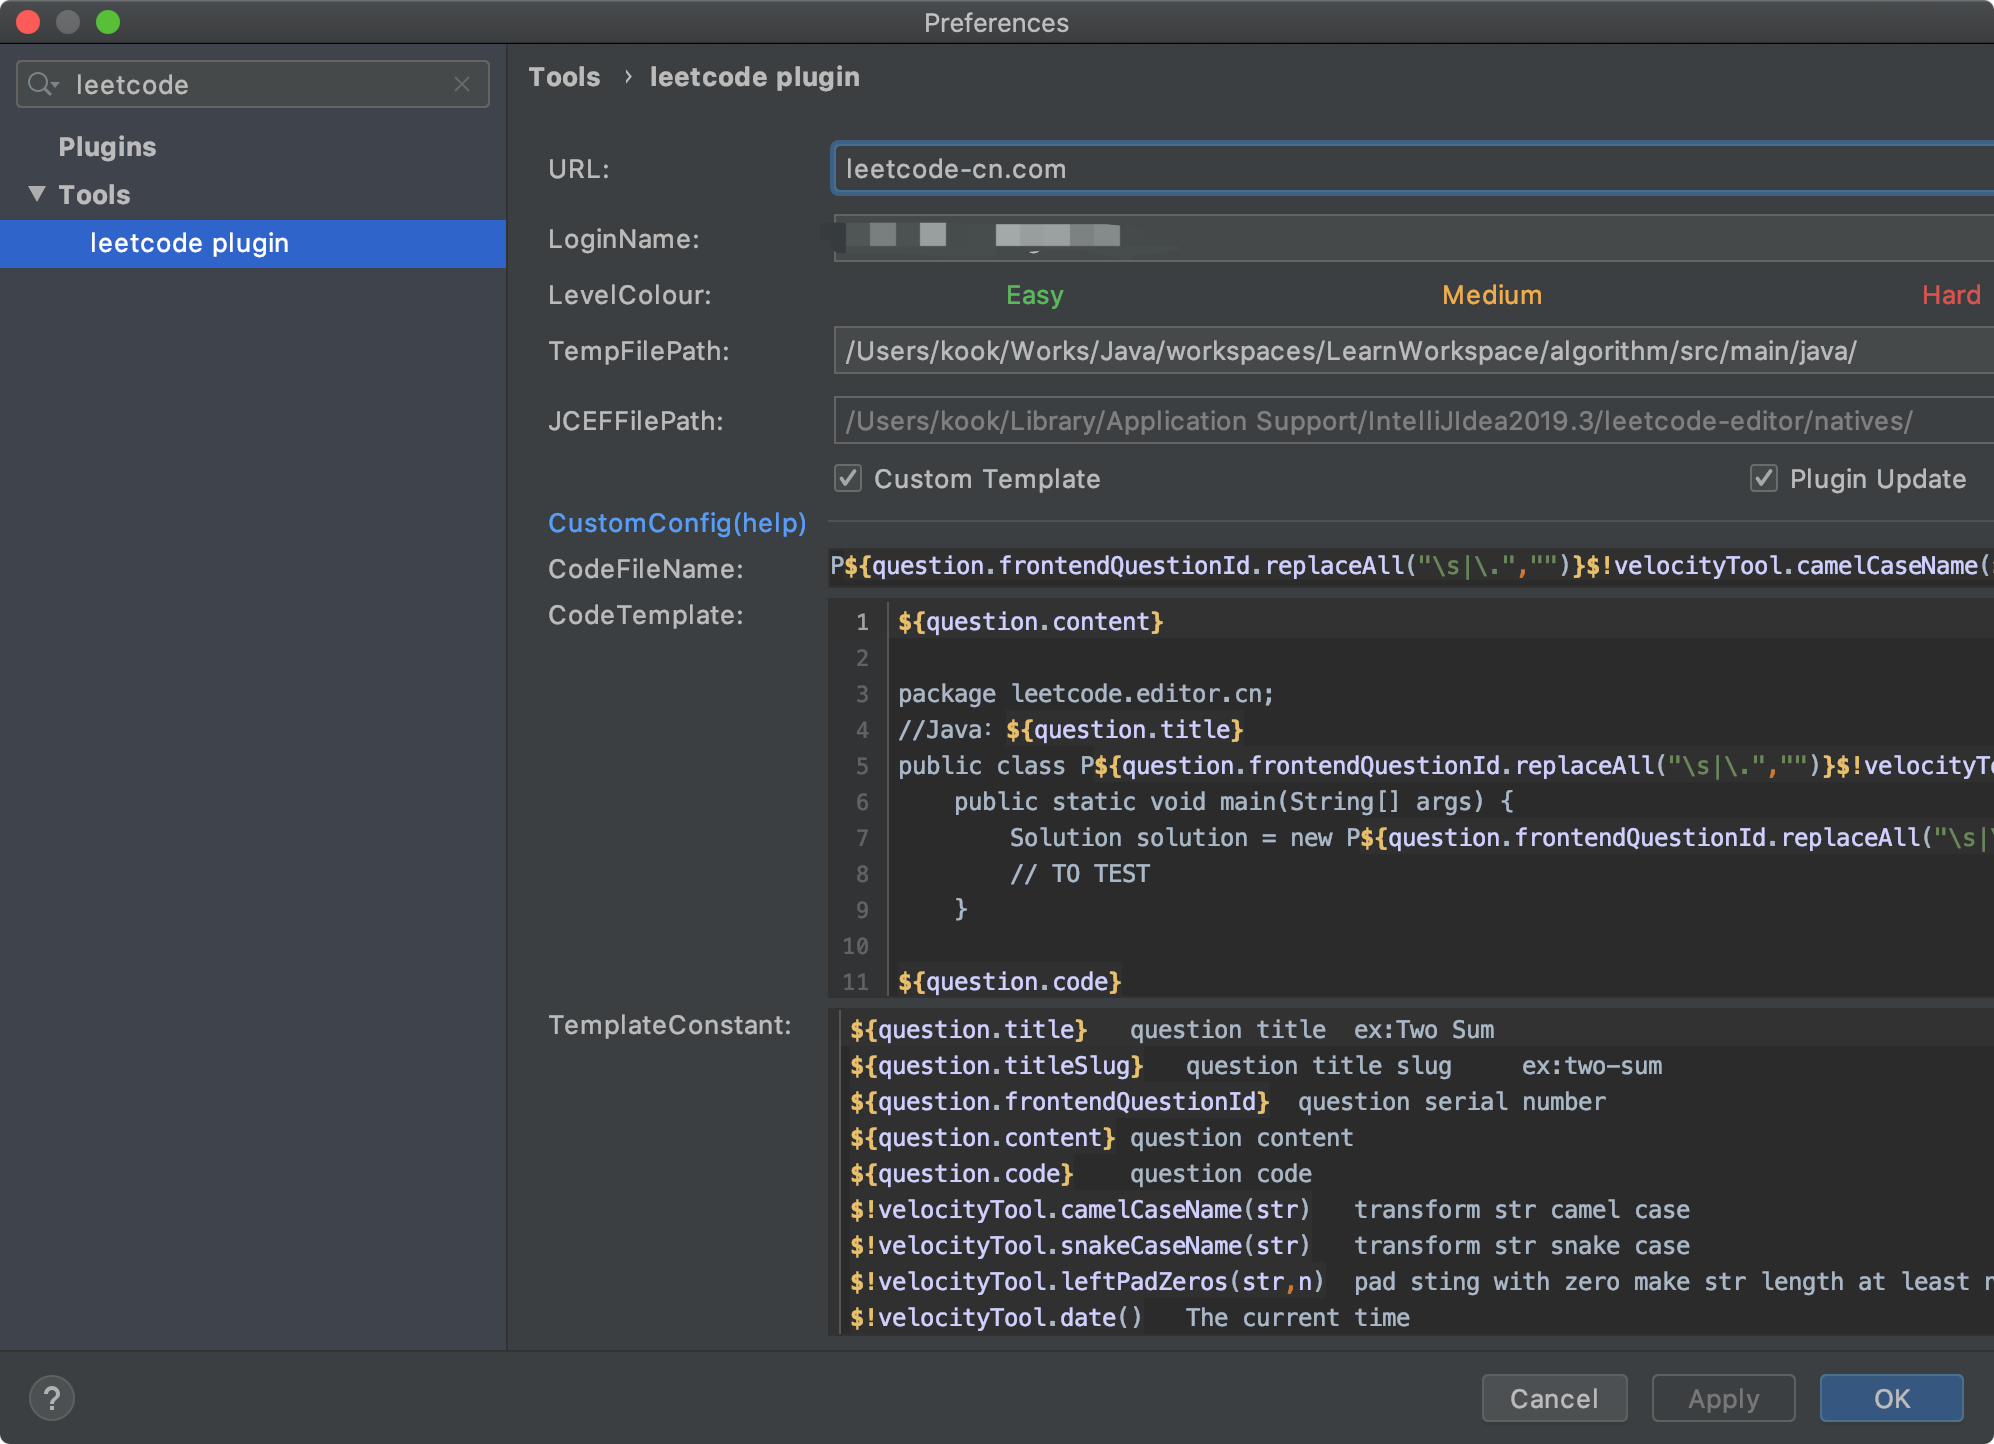 Preferences
leetcode
Plugins
Tools
leetcode plugin
Tools › leetcode plugin
URL: leetcode-cn.com
LoginName:
LevelColour: Easy Medium Hard
TempFilePath: /Users/kook/Works/Java/workspaces/LearnWorkspace/algorithm/src/main/java/
JCEFFilePath: /Users/kook/Library/Application Support/IntelliJIdea2019.3/leetcode-editor/natives/
Custom Template Plugin Update
CustomConfig(help)
CodeFileName: P${question.frontendQuestionId.replaceAll("\s|\.","")}$!velocityTool.camelCaseName(
CodeTemplate:
1 ${question.content}
2
3 package leetcode.editor.cn;
4 //Java: ${question.title}
5 public class P${question.frontendQuestionId.replaceAll("\s|\.","")}$!velocityTo
6 public static void main(String[] args) {
7 Solution solution = new P${question.frontendQuestionId.replaceAll("\s|\
8 // TO TEST
9 }
10
11 ${question.code}
TemplateConstant:
${question.title} question title ex:Two Sum
${question.titleSlug} question title slug ex:two-sum
${question.frontendQuestionId} question serial number
${question.content} question content
${question.code} question code
$!velocityTool.camelCaseName(str) transform str camel case
$!velocityTool.snakeCaseName(str) transform str snake case
$!velocityTool.leftPadZeros(str,n) pad sting with zero make str length at least n
$!velocityTool.date() The current time
? Cancel Apply OK